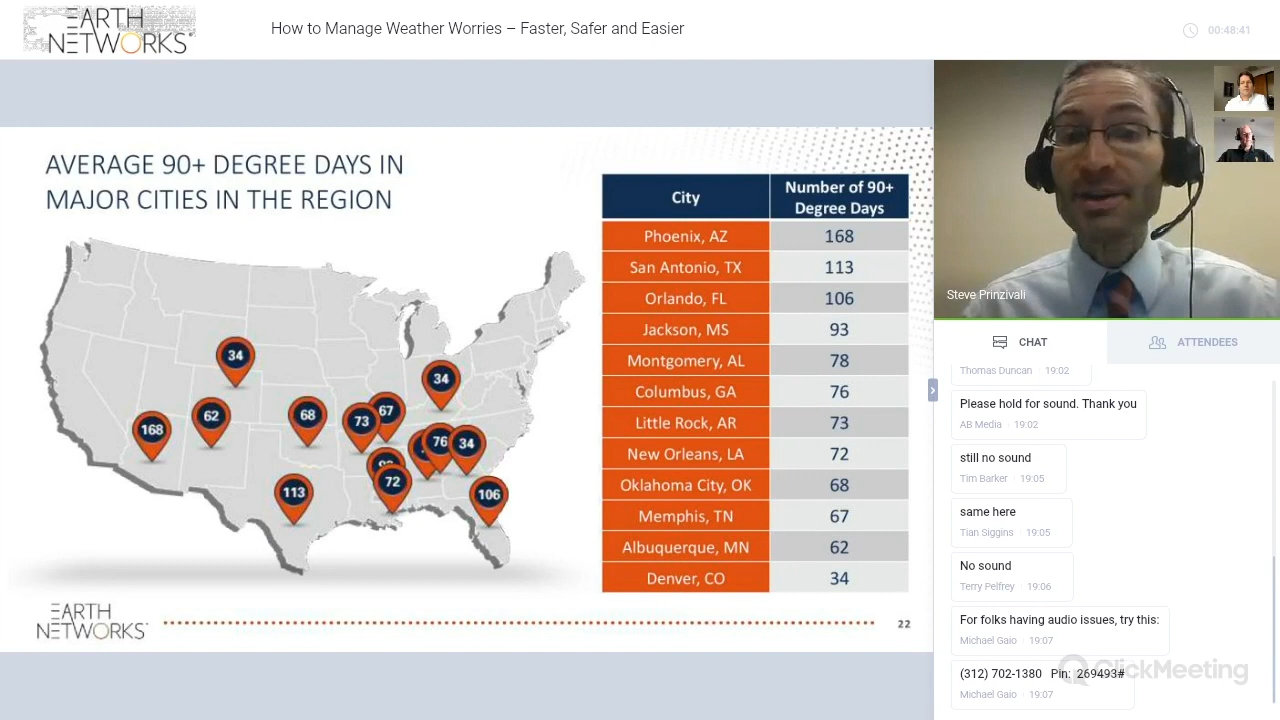 EARTH
NETWORKS
How to Manage Weather Worries – Faster, Safer and Easier
00:48:41
AVERAGE 90+ DEGREE DAYS IN
MAJOR CITIES IN THE REGION
34
34
62
168
68
73
67
76
34
72
113
106
City
Number of 90+
Degree Days
Phoenix, AZ 168
San Antonio, TX 113
Orlando, FL 106
Jackson, MS 93
Montgomery, AL 78
Columbus, GA 76
Little Rock, AR 73
New Orleans, LA 72
Oklahoma City, OK 68
Memphis, TN 67
Albuquerque, MN 62
Denver, CO 34
EARTH
NETWORKS
22
Steve Prinzivali
CHAT
ATTENDEES
Thomas Duncan 19:02
Please hold for sound. Thank you
AB Media 19:02
still no sound
Tim Barker 19:05
same here
Tian Siggins 19:05
No sound
Terry Pelfrey 19:06
For folks having audio issues, try this:
Michael Gaio 19:07
(312) 702-1380 Pin: 269493#
Michael Gaio 19:07
ClickMeeting